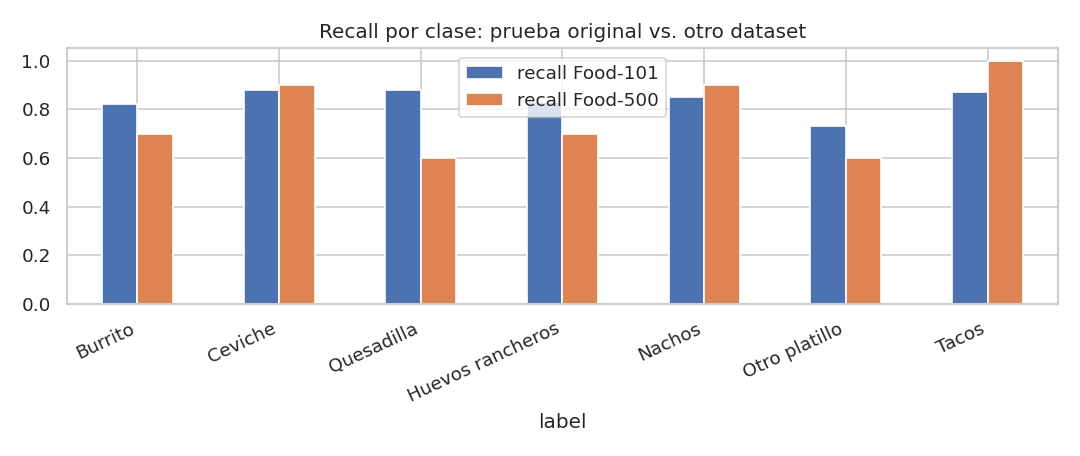 Recall por clase: prueba original vs. otro dataset
recall Food-101
recall Food-500
1.0
0.8
0.6
0.4
0.2
0.0
Burrito
Ceviche
Quesadilla
Huevos rancheros
Nachos
Otro platillo
Tacos
label